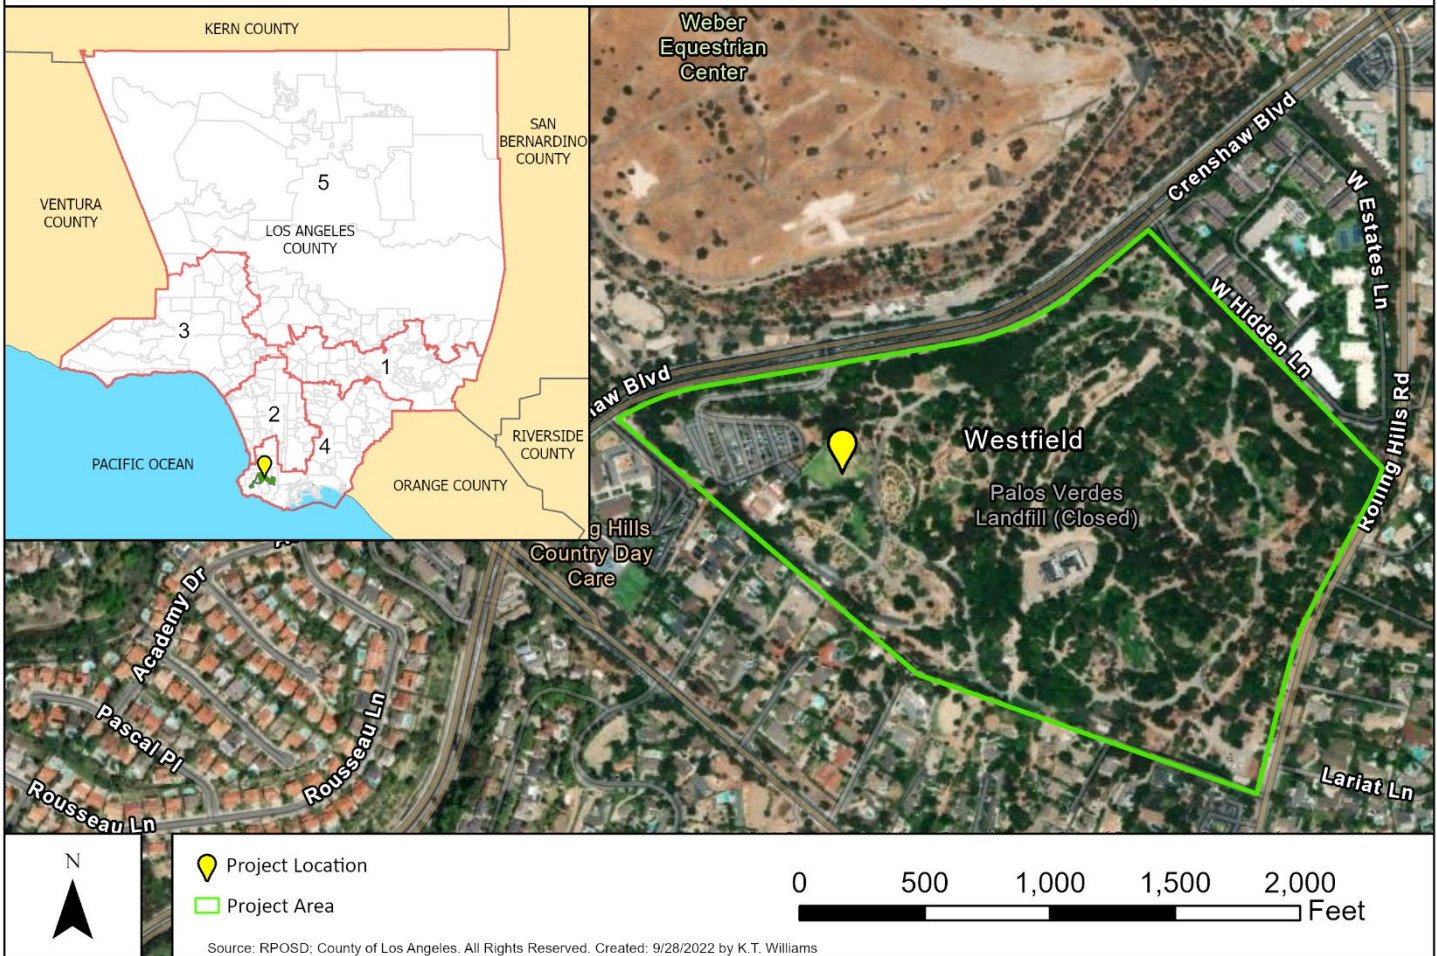 KERN COUNTY
SAN
BERNARDINO
COUNTY
VENTURA
COUNTY
5
LOS ANGELES
COUNTY
3
1
2
4
PACIFIC OCEAN
RIVERSIDE
COUNTY
ORANGE COUNTY
Weber
Equestrian
Center
Crenshaw Blvd
W Estates Ln
W Hidden Ln
Rolling Hills Rd
aw Blvd
Westfield
Palos Verdes
Landfill (Closed)
g Hills
Country Day
Care
Academy Dr
Pascal Pl
Rousseau Ln
Rousseau Ln
Lariat Ln
N
Project Location
Project Area
0 500 1,000 1,500 2,000
Feet
Source: RPOSD; County of Los Angeles. All Rights Reserved. Created: 9/28/2022 by K.T. Williams